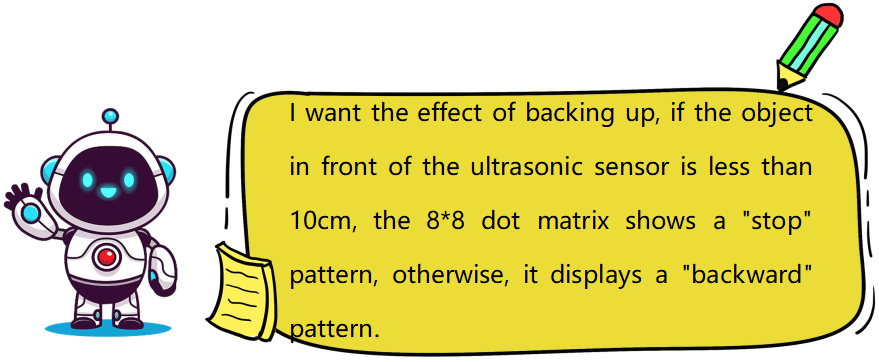 I want the effect of backing up, if the object
in front of the ultrasonic sensor is less than
10cm, the 8*8 dot matrix shows a "stop"
pattern, otherwise, it displays a "backward"
pattern.